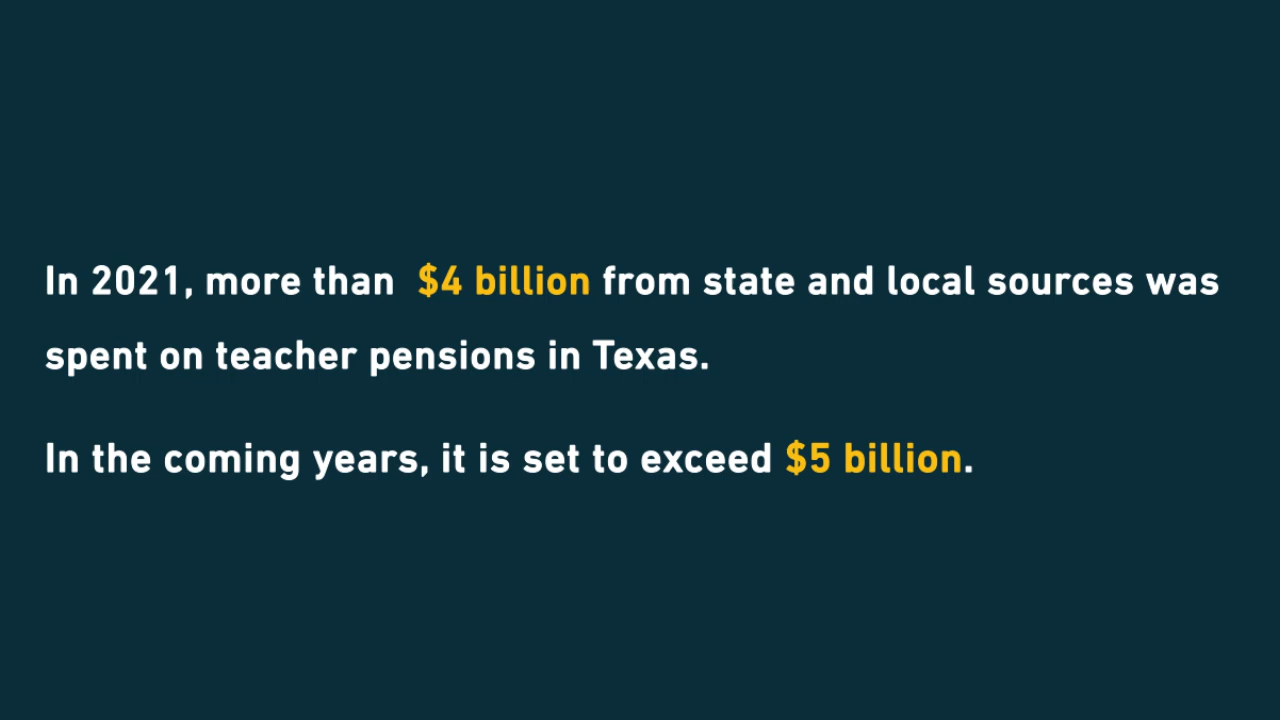 In 2021, more than $4 billion from state and local sources was
spent on teacher pensions in Texas.
In the coming years, it is set to exceed $5 billion.